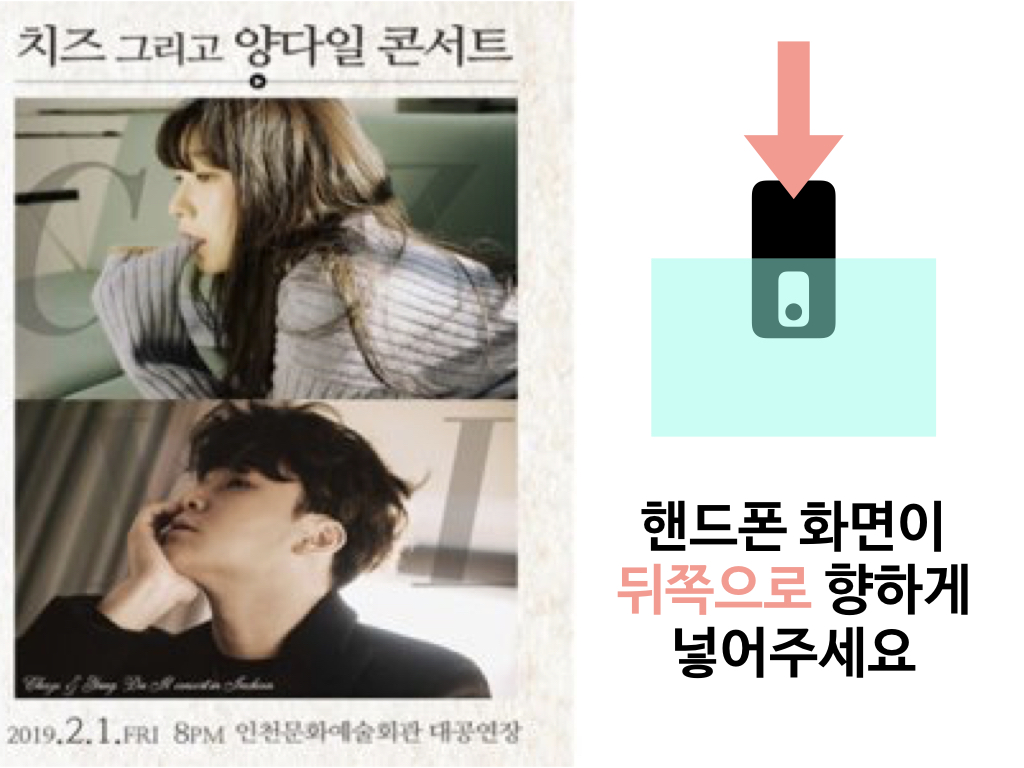 치즈 그리고 양다일 콘서트
C
Z
I
Cheeze & Yang Da Il concert in Incheon
2019.2.1.FRI 8PM 인천문화예술회관 대공연장
핸드폰 화면이
뒤쪽으로 향하게
넣어주세요